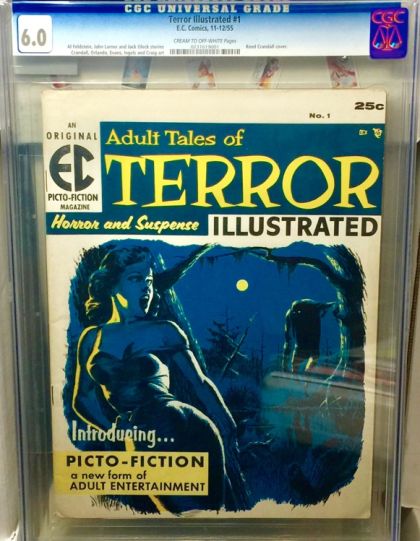 CGC UNIVERSAL GRADE
6.0
Terror Illustrated #1
E.C. Comics, 11-12/55
CREAM TO OFF-WHITE Pages
Al Feldstein, John Larner and Jack Oleck stories
Crandall, Orlando, Evans, Ingels and Craig art
Reed Crandall cover.
CGC
AN
ORIGINAL
EC
PICTO-FICTION
MAGAZINE
No. 1
25c
Adult Tales of
TERROR
Horror and Suspense
ILLUSTRATED
Introducing...
PICTO-FICTION
a new form of
ADULT ENTERTAINMENT